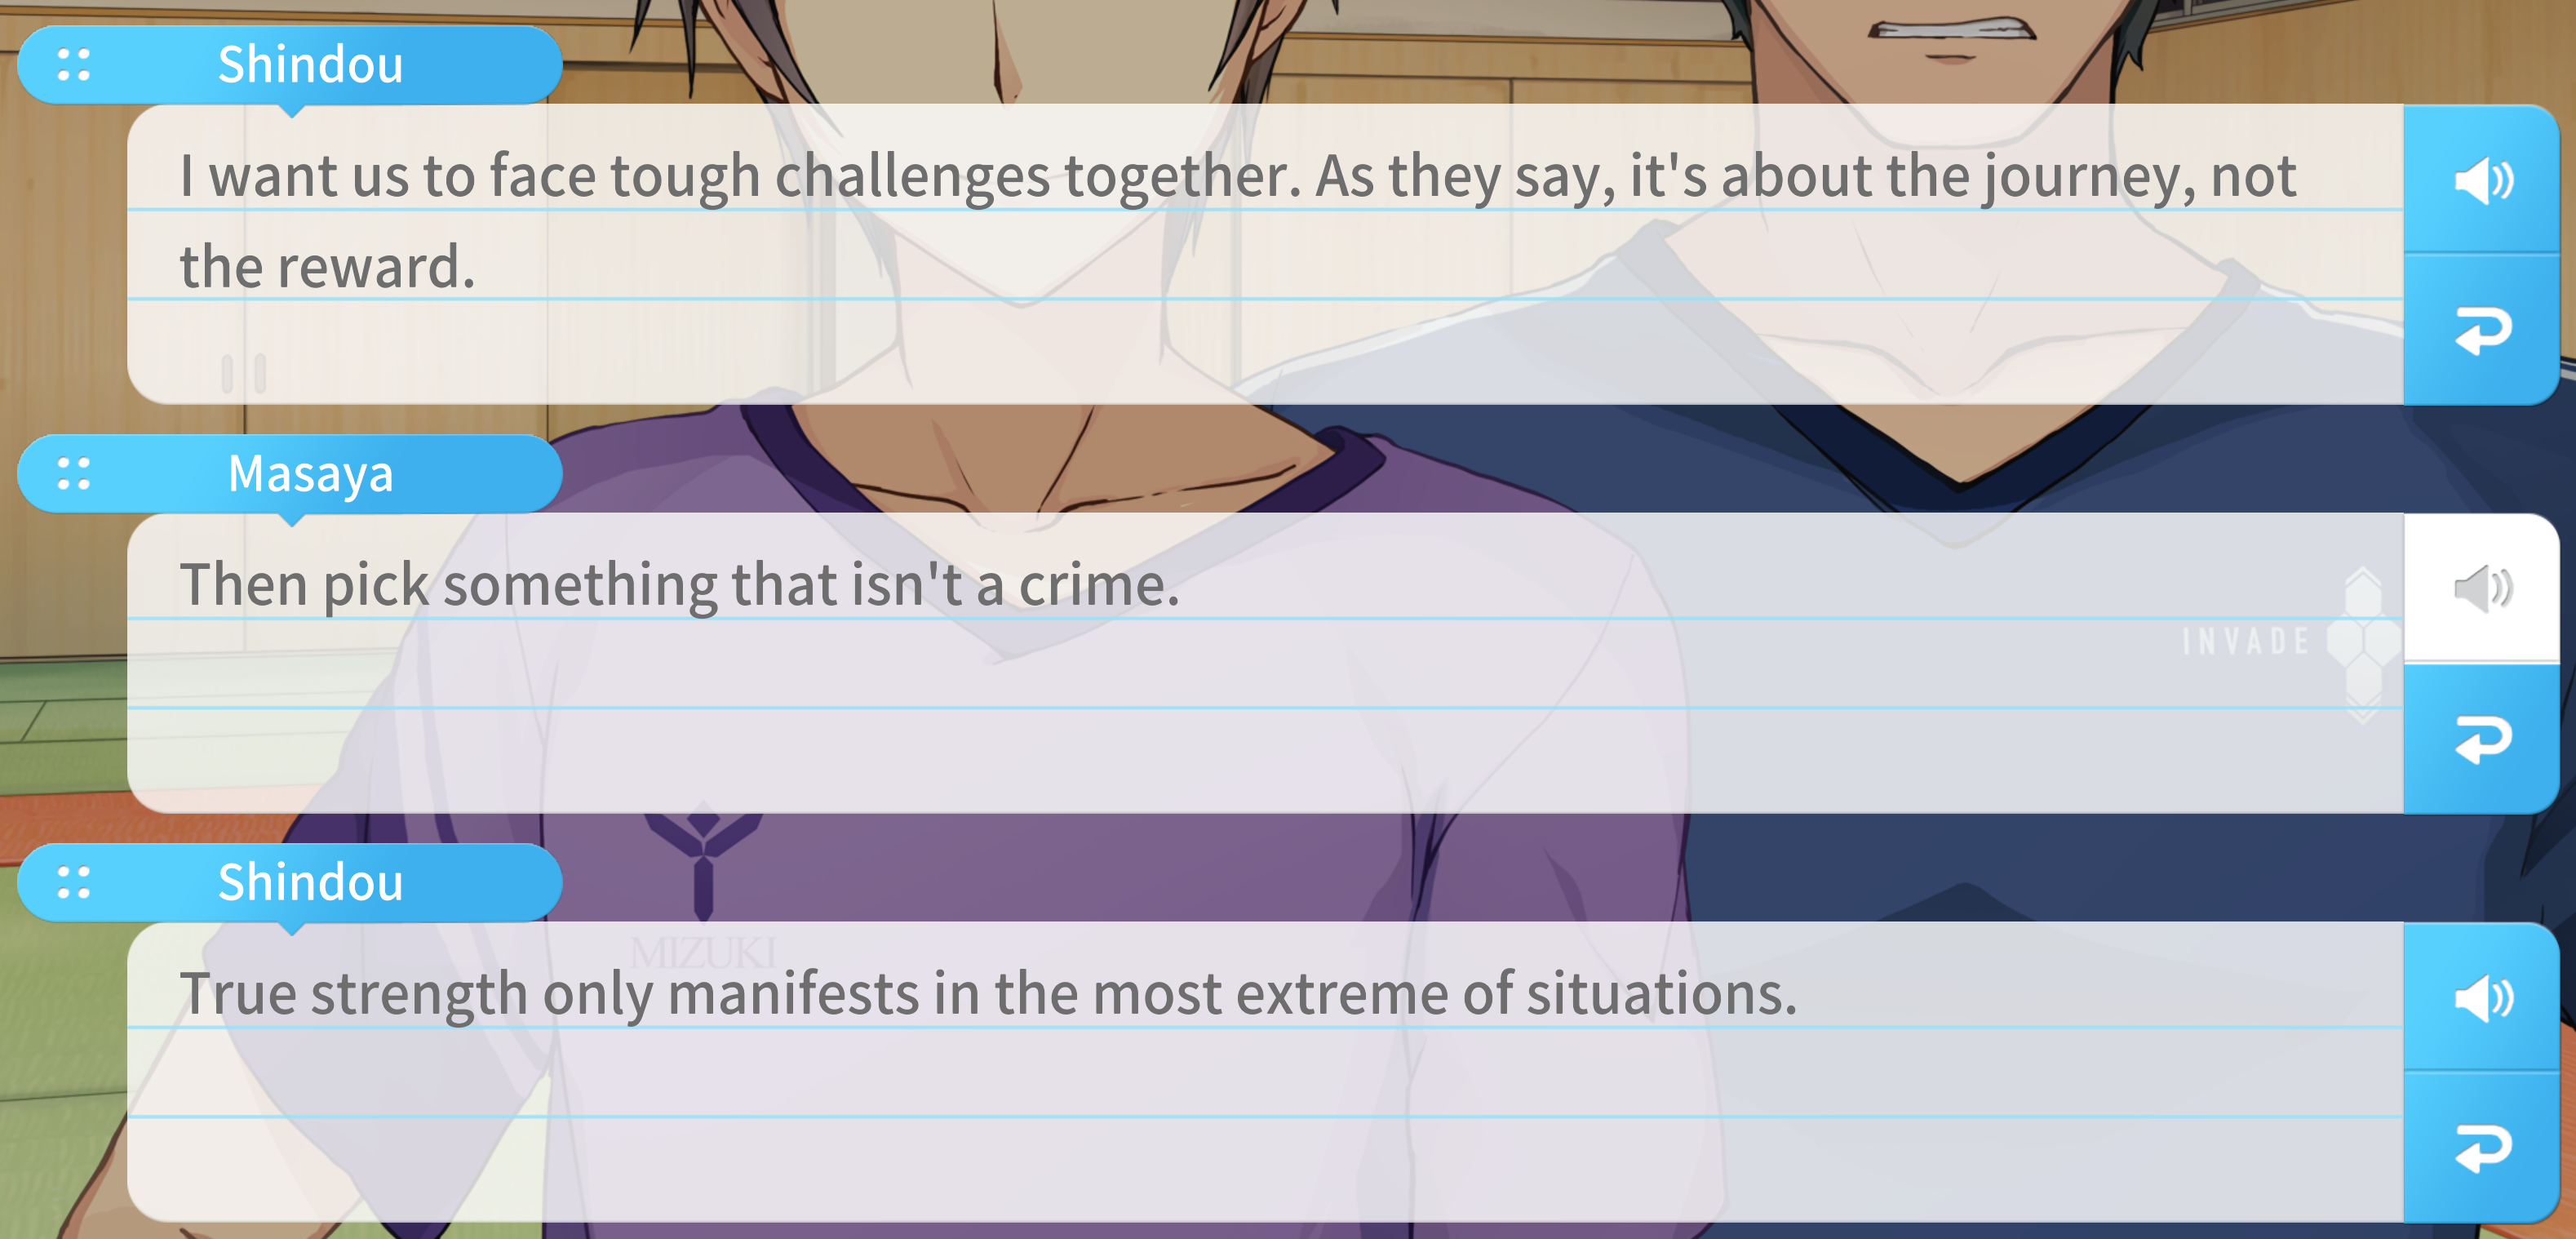 Shindou
I want us to face tough challenges together. As they say, it's about the journey, not
the reward.
Masaya
Then pick something that isn't a crime.
INVADE
Shindou
MIZUKI
True strength only manifests in the most extreme of situations.